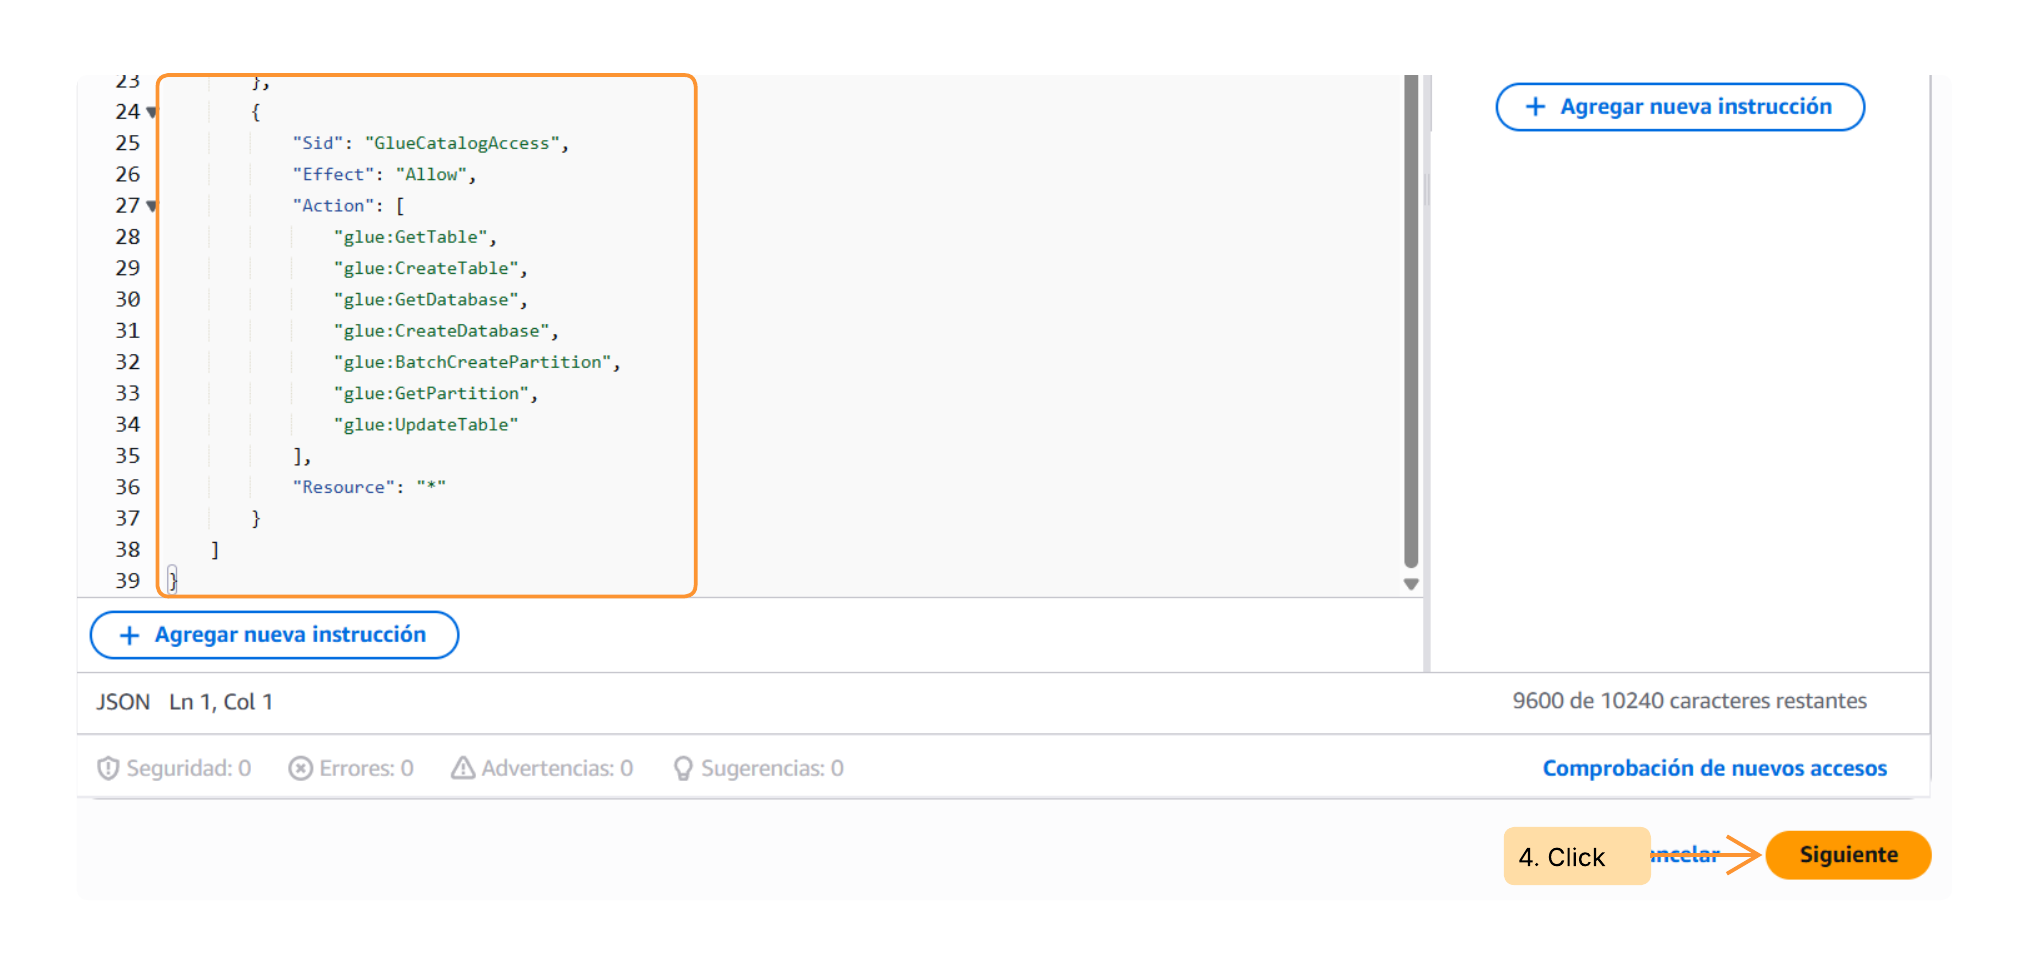 23 },
24 {
25 "Sid": "GlueCatalogAccess",
26 "Effect": "Allow",
27 "Action": [
28 "glue:GetTable",
29 "glue:CreateTable",
30 "glue:GetDatabase",
31 "glue:CreateDatabase",
32 "glue:BatchCreatePartition",
33 "glue:GetPartition",
34 "glue:UpdateTable"
35 ],
36 "Resource": "*"
37 }
38 ]
39 }
+ Agregar nueva instrucción
+ Agregar nueva instrucción
JSON Ln 1, Col 1
9600 de 10240 caracteres restantes
Seguridad: 0 Errores: 0 Advertencias: 0 Sugerencias: 0
Comprobación de nuevos accesos
4. Click
Siguiente